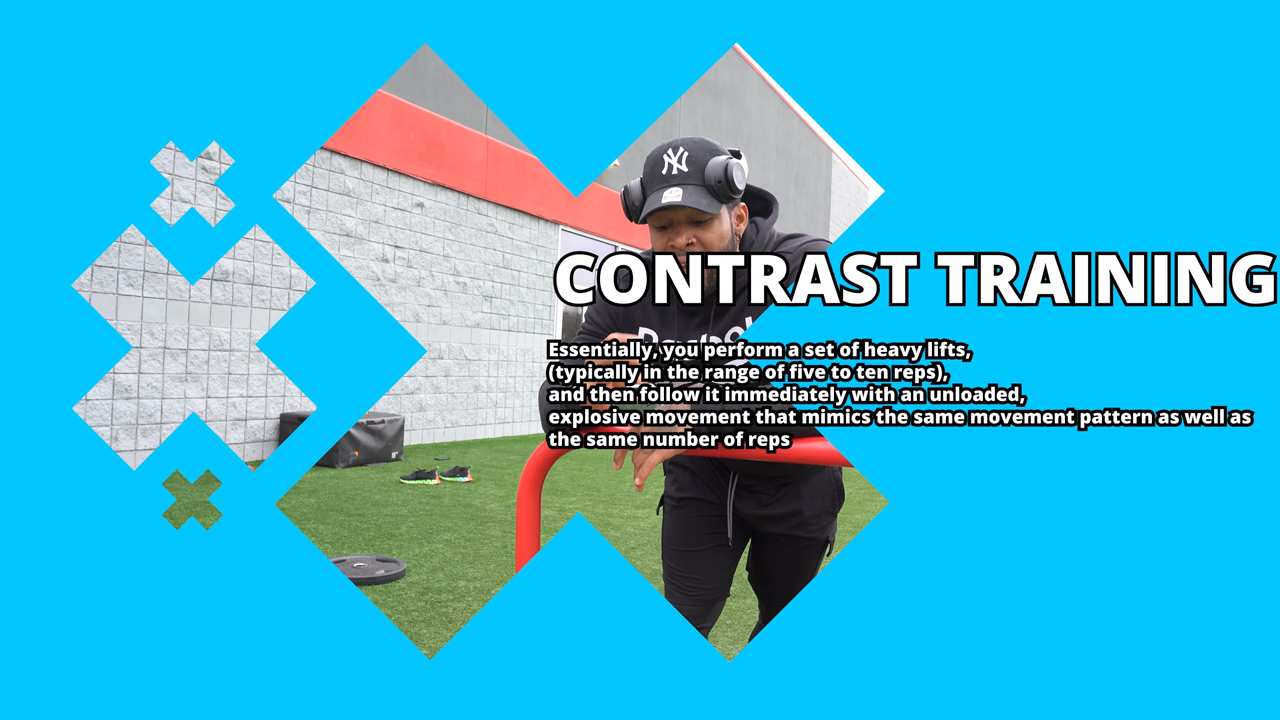 NY
CONTRAST TRAINING
Essentially, you perform a set of heavy lifts,
(typically in the range of five to ten reps),
and then follow it immediately with an unloaded,
explosive movement that mimics the same movement pattern as well as
the same number of reps